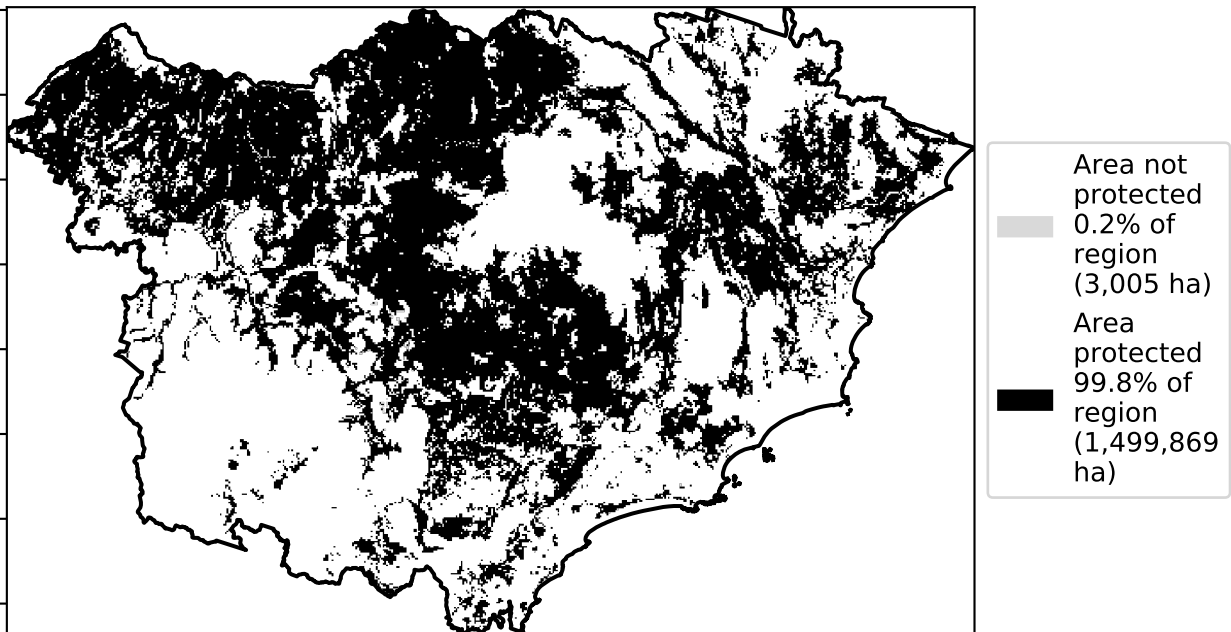 Area not
protected
0.2% of
region
(3,005 ha)
Area
protected
99.8% of
region
(1,499,869
ha)